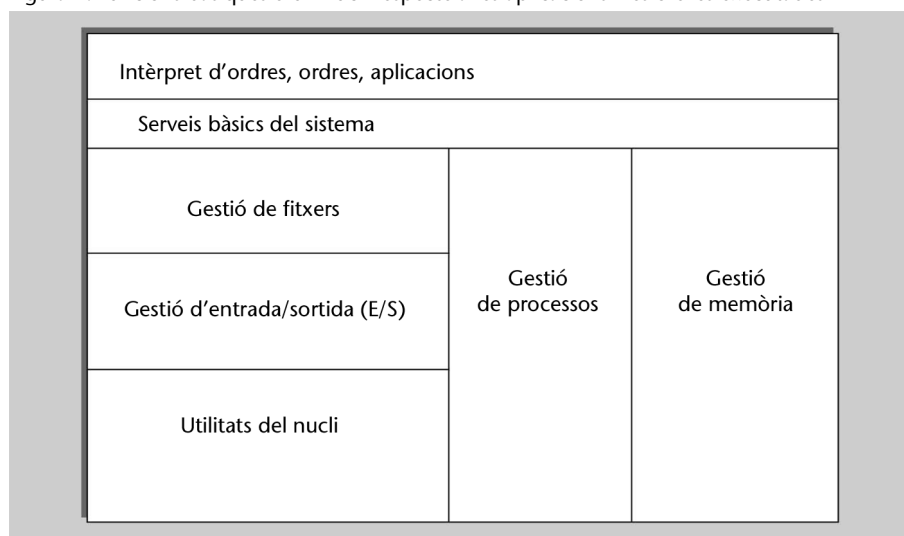 Intèrpret d'ordres, ordres, aplicacions
Serveis bàsics del sistema
Gestió de fitxers
Gestió d'entrada/sortida (E/S)
Utilitats del nucli
Gestió
de processos
Gestió
de memòria